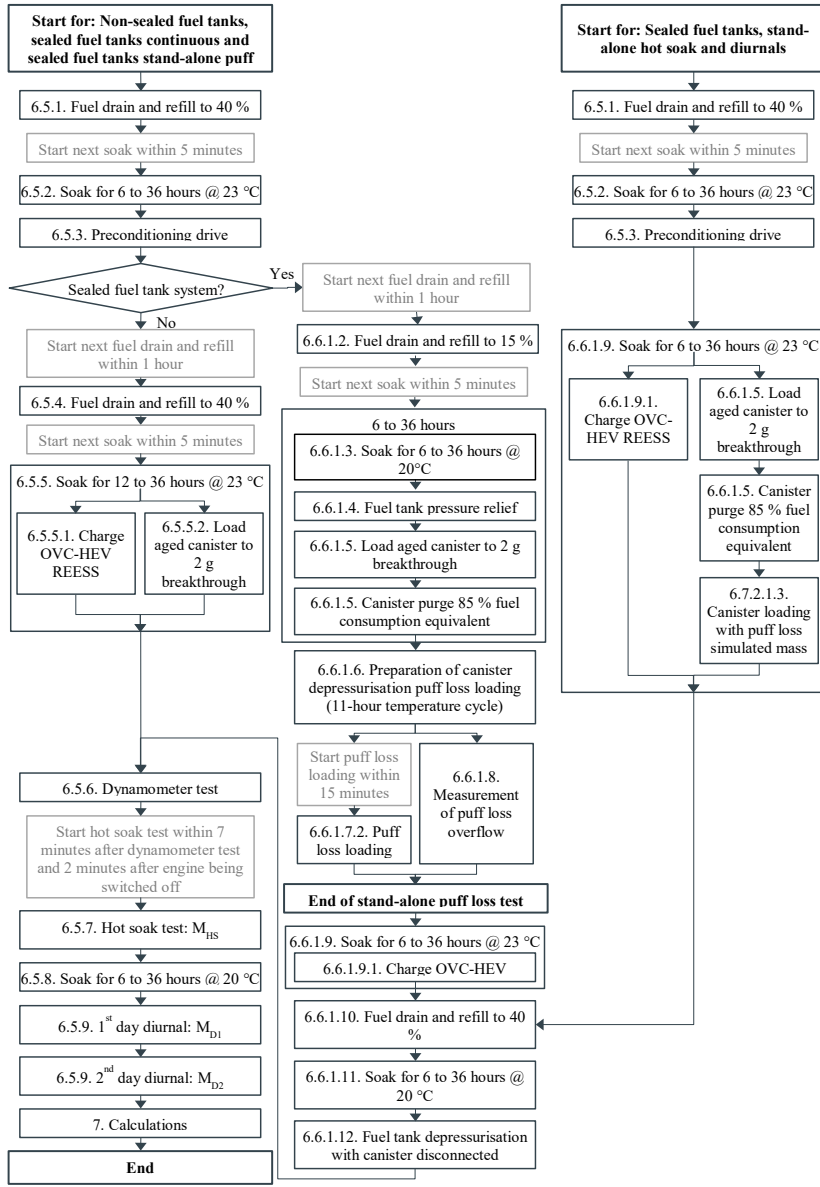 Start for: Non-sealed fuel tanks,
sealed fuel tanks continuous and
sealed fuel tanks stand-alone puff
6.5.1. Fuel drain and refill to 40 %
Start next soak within 5 minutes
6.5.2. Soak for 6 to 36 hours @ 23 °C
6.5.3. Preconditioning drive
Sealed fuel tank system?
Yes
No
Start next fuel drain and refill
within 1 hour
6.5.4. Fuel drain and refill to 40 %
Start next soak within 5 minutes
6.5.5. Soak for 12 to 36 hours @ 23 °C
6.5.5.1. Charge
OVC-HEV
REESS
6.5.5.2. Load
aged canister to
2 g
breakthrough
6.5.6. Dynamometer test
Start hot soak test within 7
minutes after dynamometer test
and 2 minutes after engine being
switched off
6.5.7. Hot soak test: MHS
6.5.8. Soak for 6 to 36 hours @ 20 °C
6.5.9. 1st day diurnal: MD1
6.5.9. 2nd day diurnal: MD2
7. Calculations
End
Start next fuel drain and refill
within 1 hour
6.6.1.2. Fuel drain and refill to 15 %
Start next soak within 5 minutes
6 to 36 hours
6.6.1.3. Soak for 6 to 36 hours @
20°C
6.6.1.4. Fuel tank pressure relief
6.6.1.5. Load aged canister to 2 g
breakthrough
6.6.1.5. Canister purge 85 % fuel
consumption equivalent
6.6.1.6. Preparation of canister
depressurisation puff loss loading
(11-hour temperature cycle)
Start puff loss
loading within
15 minutes
6.6.1.7.2. Puff
loss loading
6.6.1.8.
Measurement
of puff loss
overflow
End of stand-alone puff loss test
6.6.1.9. Soak for 6 to 36 hours @ 23 °C
6.6.1.9.1. Charge OVC-HEV
6.6.1.10. Fuel drain and refill to 40
%
6.6.1.11. Soak for 6 to 36 hours @
20 °C
6.6.1.12. Fuel tank depressurisation
with canister disconnected
Start for: Sealed fuel tanks, stand-
alone hot soak and diurnals
6.5.1. Fuel drain and refill to 40 %
Start next soak within 5 minutes
6.5.2. Soak for 6 to 36 hours @ 23 °C
6.5.3. Preconditioning drive
6.6.1.9. Soak for 6 to 36 hours @ 23 °C
6.6.1.9.1.
Charge OVC-
HEV REESS
6.6.1.5. Load
aged canister to
2 g
breakthrough
6.6.1.5. Canister
purge 85 % fuel
consumption
equivalent
6.7.2.1.3.
Canister loading
with puff loss
simulated mass